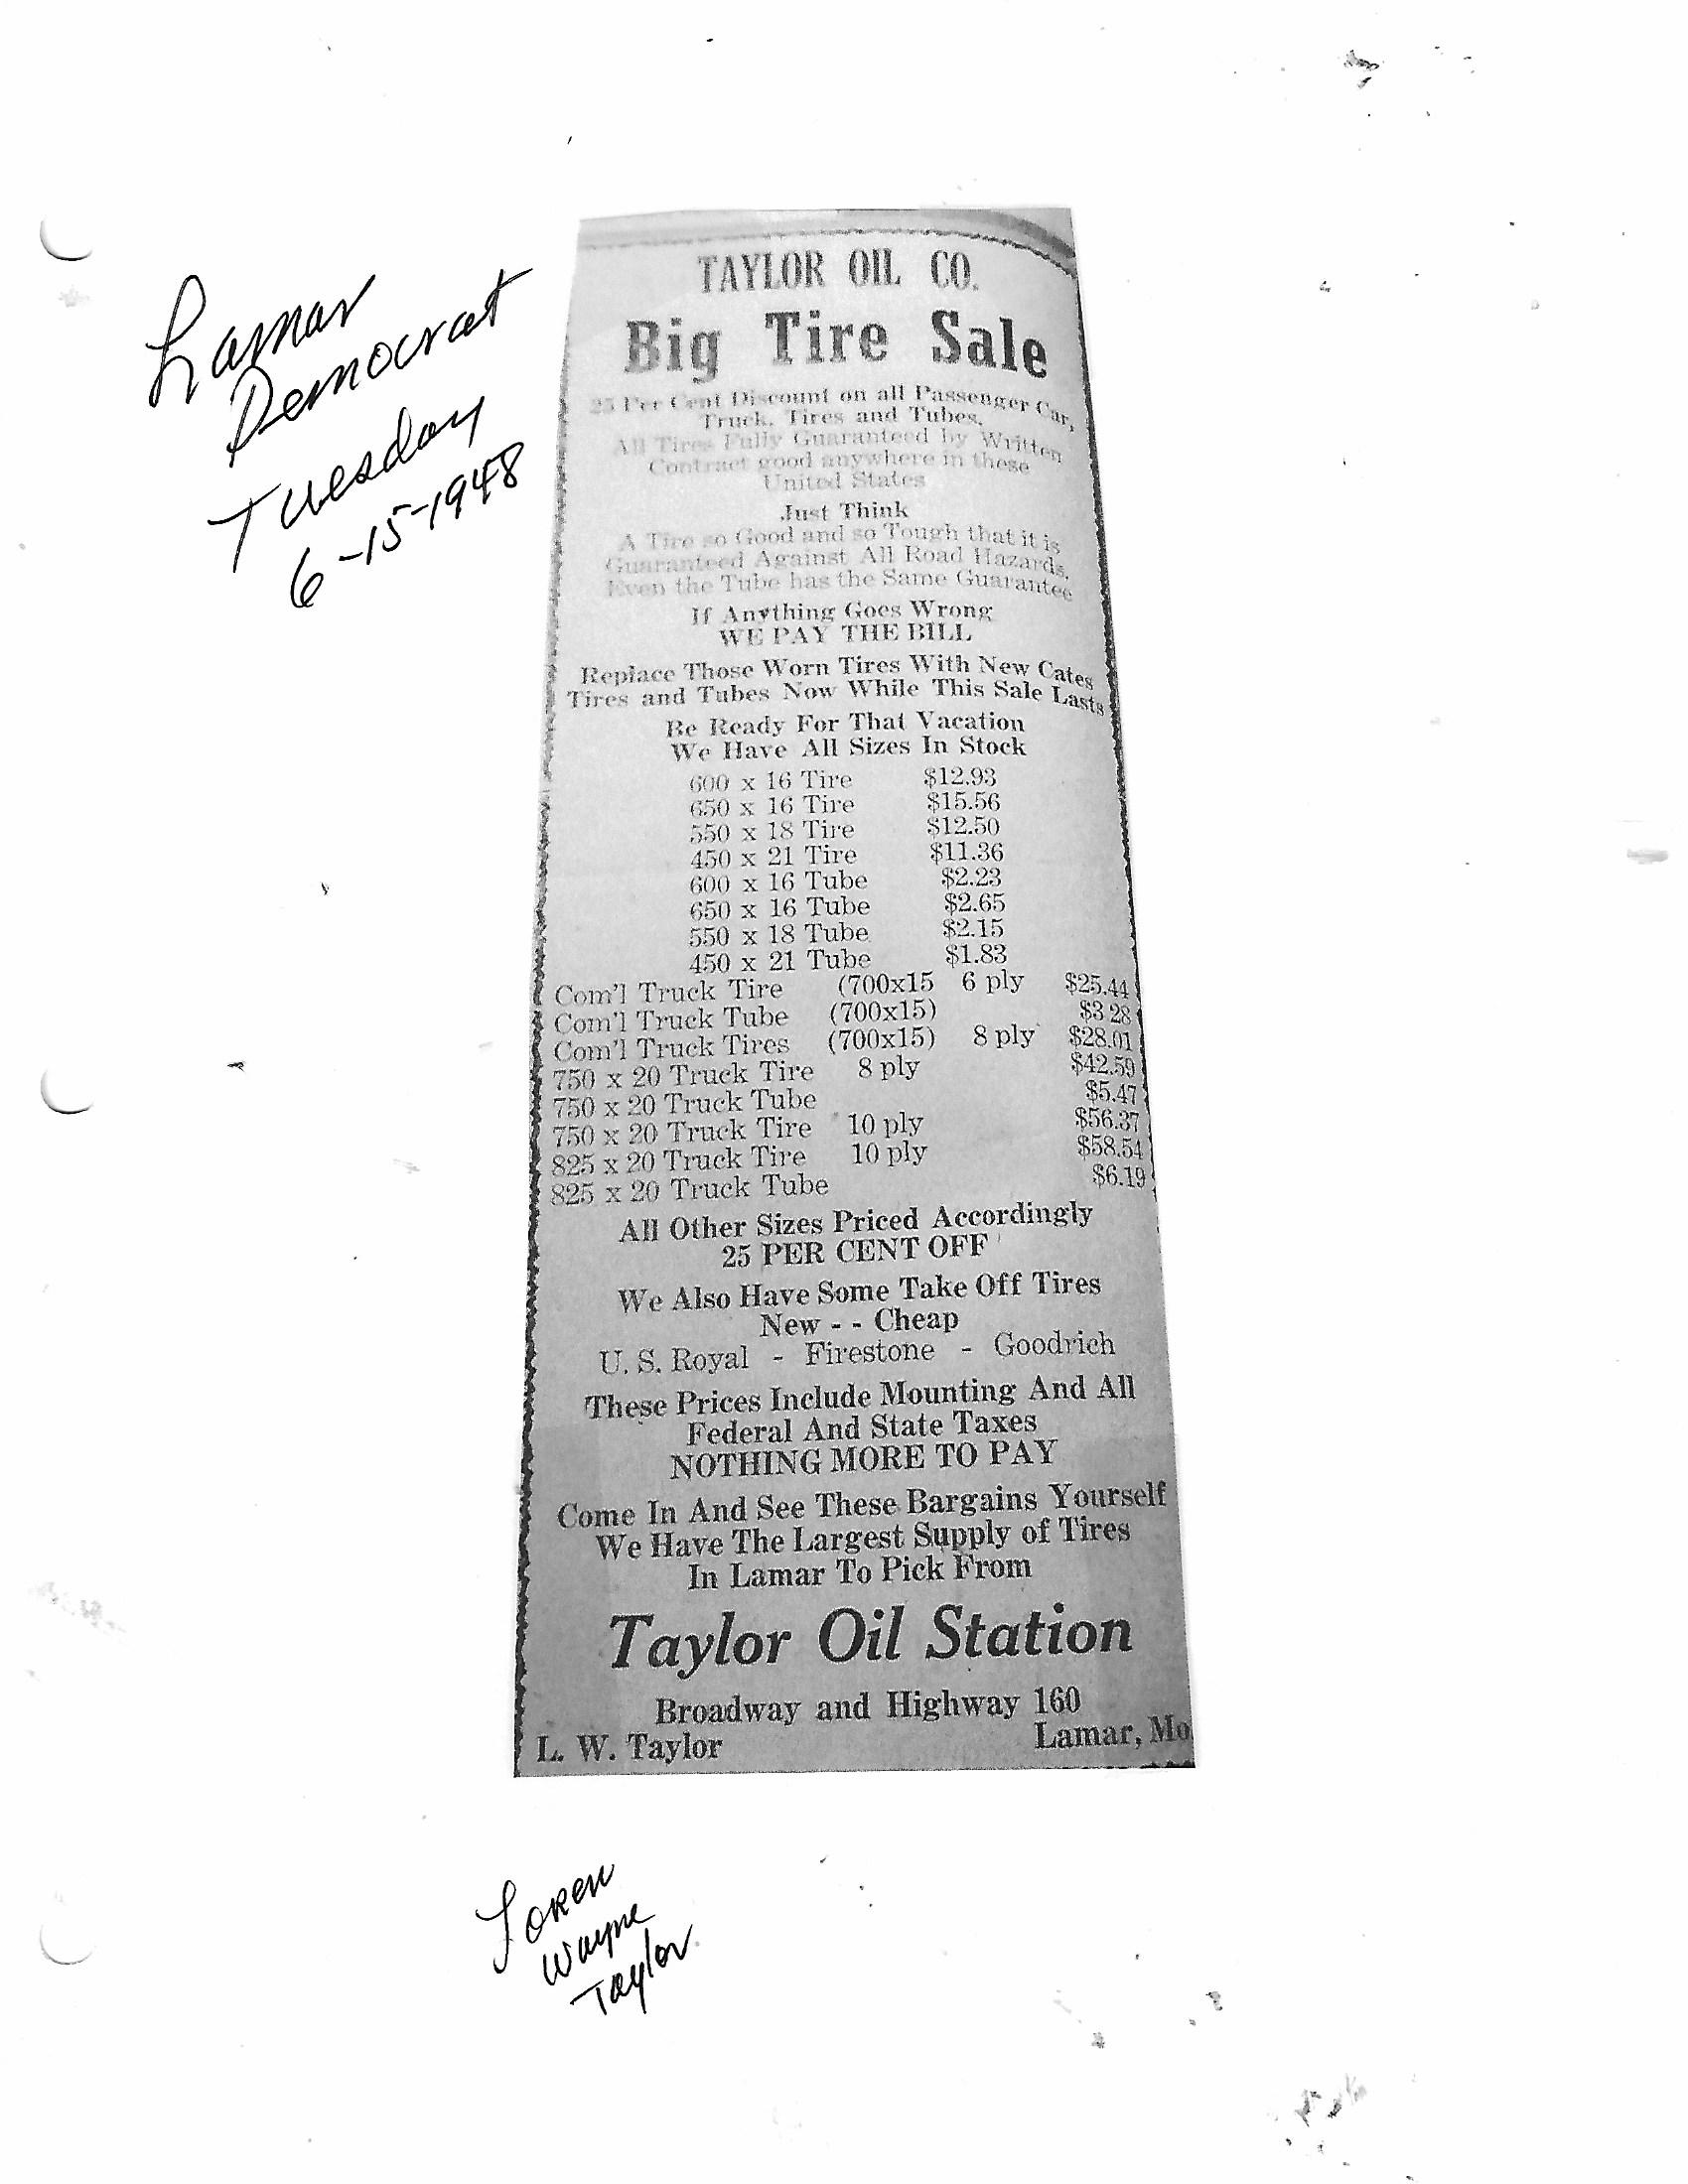 Lamar
Democrat
Tuesday
6-15-1948
TAYLOR OIL CO.
Big Tire Sale
25 Per Cent Discount on all Passenger Car,
Truck, Tires and Tubes.
All Tires Fully Guaranteed by Written
Contract good anywhere in these
United States
Just Think
A Tire so Good and so Tough that it is
Guaranteed Against All Road Hazards.
Even the Tube has the Same Guarantee
If Anything Goes Wrong
WE PAY THE BILL
Replace Those Worn Tires With New Cates
Tires and Tubes Now While This Sale Lasts
Be Ready For That Vacation
We Have All Sizes In Stock
600 x 16 Tire $12.93
650 x 16 Tire $15.56
550 x 18 Tire $12.50
450 x 21 Tire $11.36
600 x 16 Tube $2.23
650 x 16 Tube $2.65
550 x 18 Tube $2.15
450 x 21 Tube $1.83
Com'l Truck Tire (700x15 6 ply $25.44
Com'l Truck Tube (700x15) $3 28
Com'l Truck Tires (700x15) 8 ply $28.01
750 x 20 Truck Tire 8 ply $42.59
750 x 20 Truck Tube $5.47
750 x 20 Truck Tire 10 ply $56.37
825 x 20 Truck Tire 10 ply $58.54
825 x 20 Truck Tube $6.19
All Other Sizes Priced Accordingly
25 PER CENT OFF
We Also Have Some Take Off Tires
New - - Cheap
U. S. Royal - Firestone - Goodrich
These Prices Include Mounting And All
Federal And State Taxes
NOTHING MORE TO PAY
Come In And See These Bargains Yourself
We Have The Largest Supply of Tires
In Lamar To Pick From
Taylor Oil Station
Broadway and Highway 160
L. W. Taylor Lamar, Mo
Loren
Wayne
Taylor